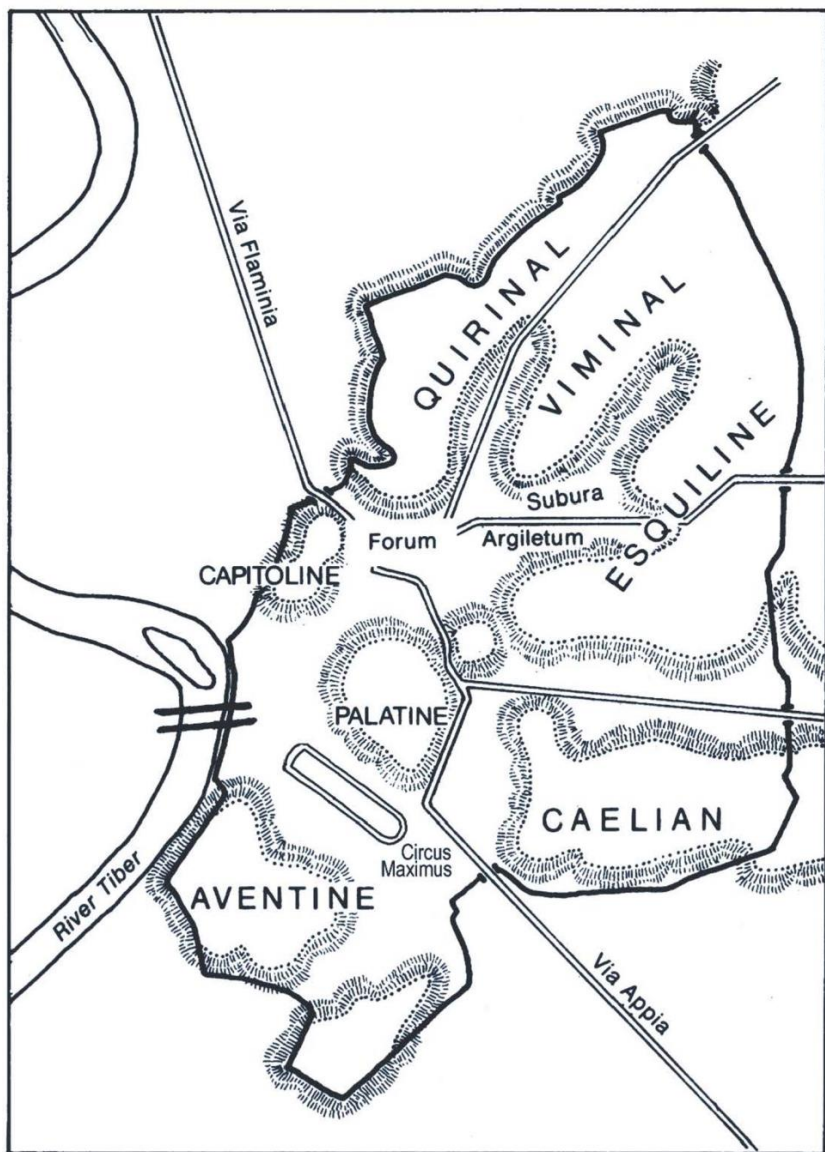 Via Flaminia
QUIRINAL
VIMINAL
ESQUILINE
Subura
Forum
Argiletum
CAPITOLINE
PALATINE
CAELIAN
Circus
Maximus
AVENTINE
River Tiber
Via Appia